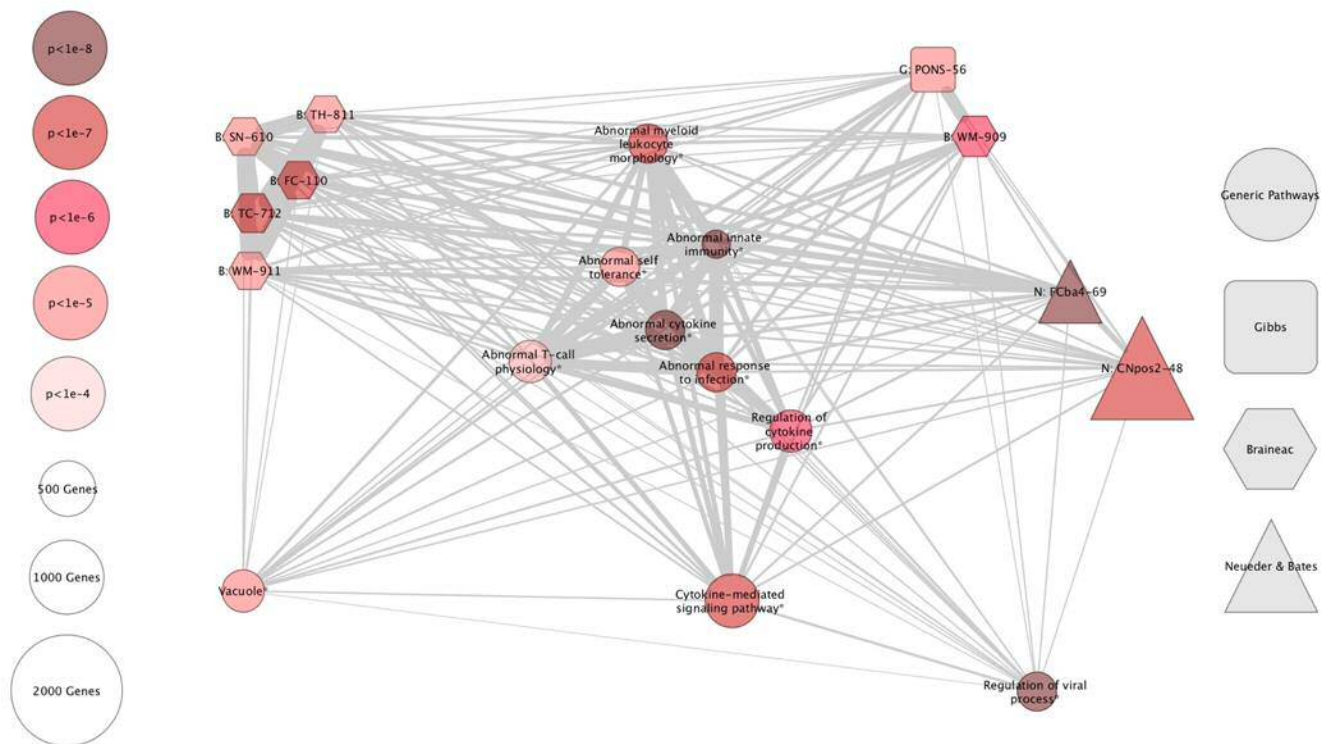 p<1e-8
p<1e-7
p<1e-6
p<1e-5
p<1e-4
500 Genes
1000 Genes
2000 Genes
B: TH-811
B: SN-610
B: FC-110
B: TC-712
B: WM-911
Abnormal myeloid
leukocyte
morphology*
Abnormal innate
immunity*
Abnormal self
tolerance*
Abnormal cytokine
secretion*
Abnormal T-call
physiology*
Abnormal response
to infection*
Regulation of
cytokine
production*
Vacuole*
Cytokine-mediated
signaling pathway*
Regulation of viral
process*
G: PONS-56
B: WM-909
N: FCba4-69
N: CNpos2-48
Generic Pathways
Gibbs
Braineac
Neueder & Bates